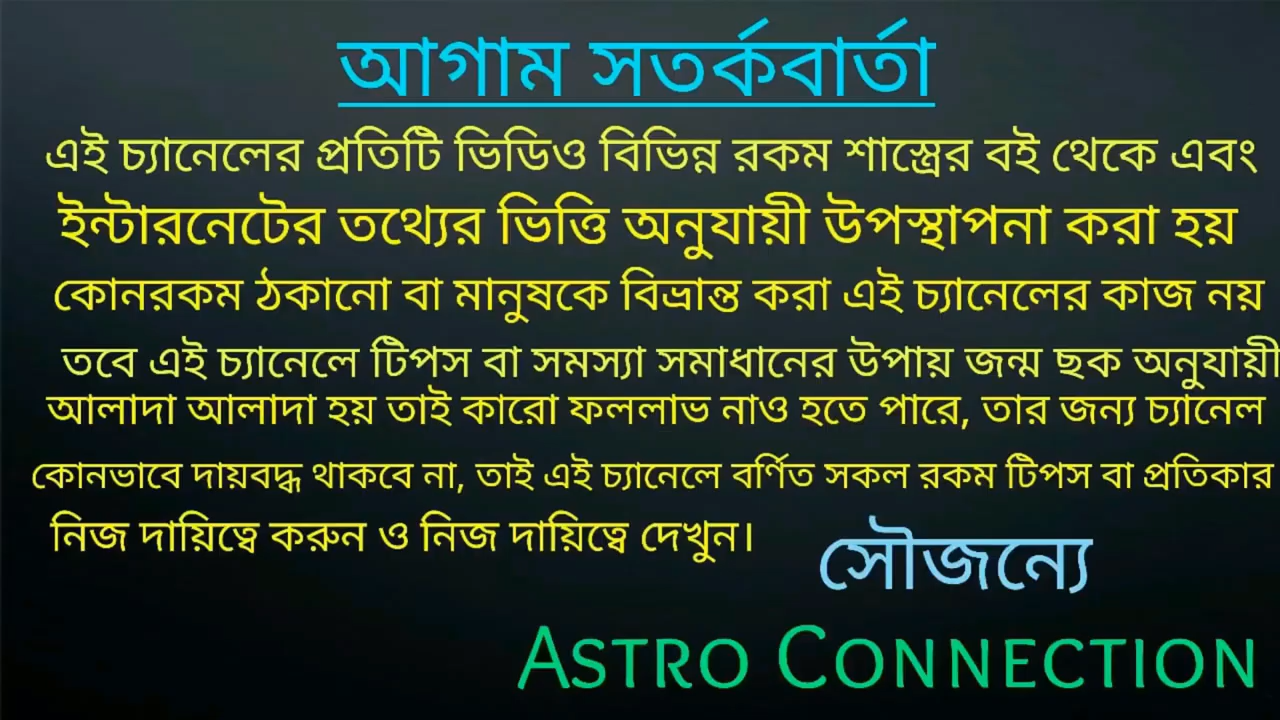 আগাম সতর্কবার্তা
এই চ্যানেলের প্রতিটি ভিডিও বিভিন্ন রকম শাস্ত্রের বই থেকে এবং
ইন্টারনেটের তথ্যের ভিত্তি অনুযায়ী উপস্থাপনা করা হয়
কোনরকম ঠকানো বা মানুষকে বিভ্রান্ত করা এই চ্যানেলের কাজ নয়
তবে এই চ্যানেলে টিপস বা সমস্যা সমাধানের উপায় জন্ম ছক অনুযায়ী
আলাদা আলাদা হয় তাই কারো ফললাভ নাও হতে পারে, তার জন্য চ্যানেল
কোনভাবে দায়বদ্ধ থাকবে না, তাই এই চ্যানেলে বর্ণিত সকল রকম টিপস বা প্রতিকার
নিজ দায়িত্বে করুন ও নিজ দায়িত্বে দেখুন।
সৌজন্যে
ASTRO CONNECTION